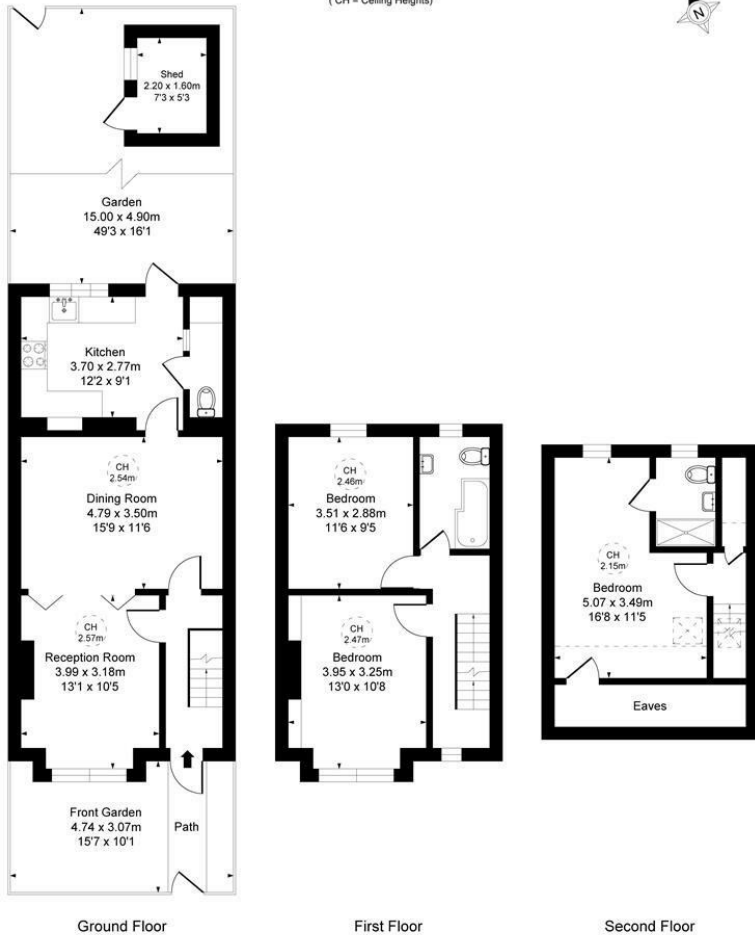 ( CH = Ceiling Heights)
N
Shed
2.20 x 1.60m
7'3 x 5'3
Garden
15.00 x 4.90m
49'3 x 16'1
Kitchen
3.70 x 2.77m
12'2 x 9'1
CH
2.54m
Dining Room
4.79 x 3.50m
15'9 x 11'6
CH
2.57m
Reception Room
3.99 x 3.18m
13'1 x 10'5
Front Garden
4.74 x 3.07m
15'7 x 10'1
Path
Ground Floor
CH
2.46m
Bedroom
3.51 x 2.88m
11'6 x 9'5
CH
2.47m
Bedroom
3.95 x 3.25m
13'0 x 10'8
First Floor
CH
2.15m
Bedroom
5.07 x 3.49m
16'8 x 11'5
Eaves
Second Floor